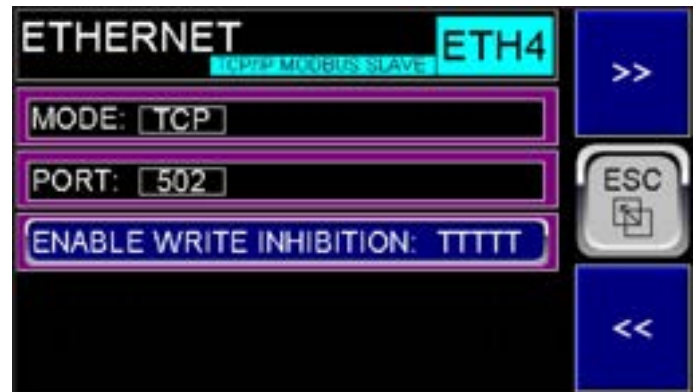 ETHERNET
TCP/IP MODBUS SLAVE
ETH4
>>
MODE: TCP
PORT: 502
ESC
ENABLE WRITE INHIBITION: TTTTT
<<